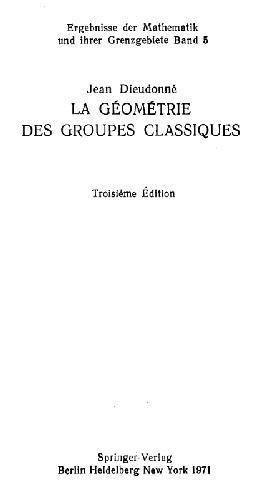 Ergebnisse der Mathematik
und ihrer Grenzgebiete Band 5
Jean Dieudonné
LA GÉOMÉTRIE
DES GROUPES CLASSIQUES
Troisième Édition
Springer-Verlag
Berlin Heidelberg New York 1971